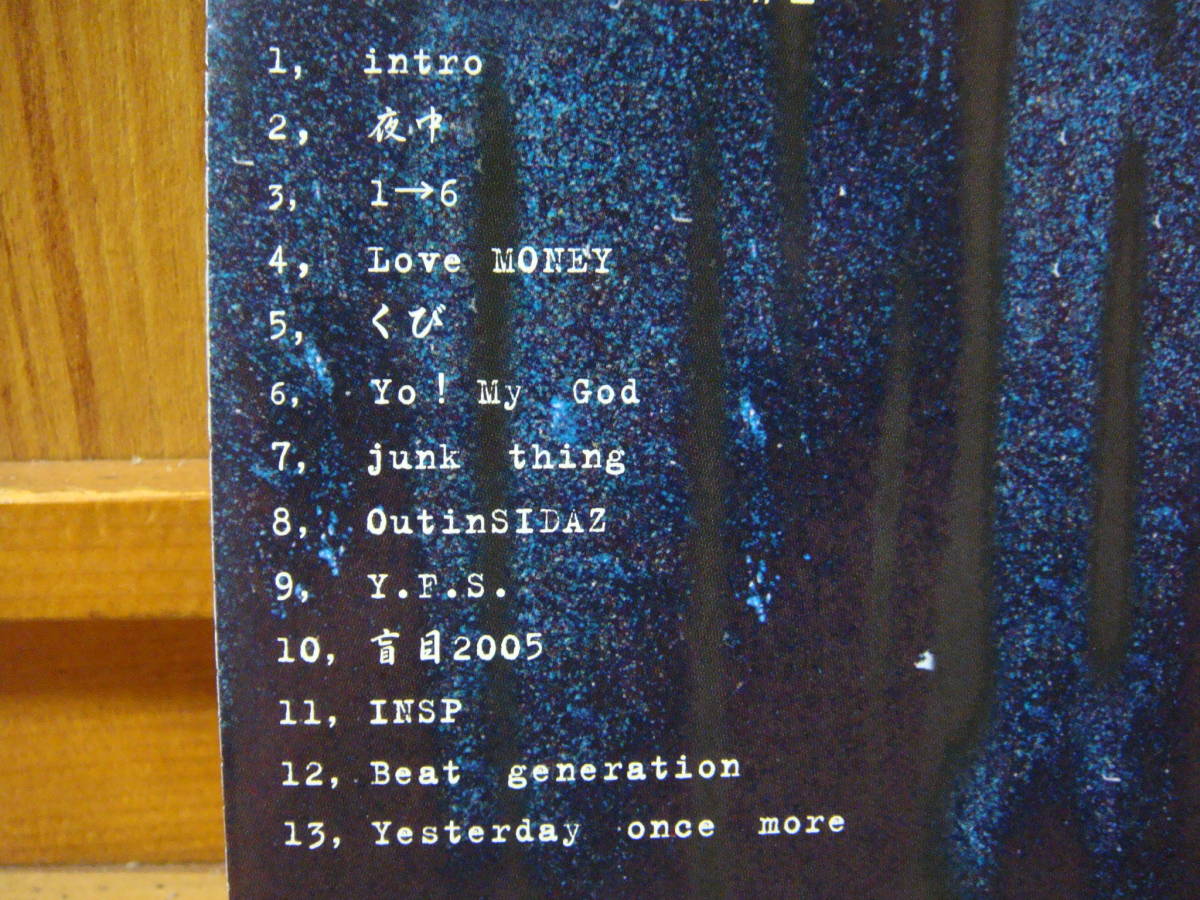 1, intro
2, 夜中
3, 1→6
4, Love MONEY
5, くび
6, Yo! My God
7, junk thing
8, OutinSIDAZ
9, Y.F.S.
10, 盲目2005
11, INSP
12, Beat generation
13, Yesterday once more